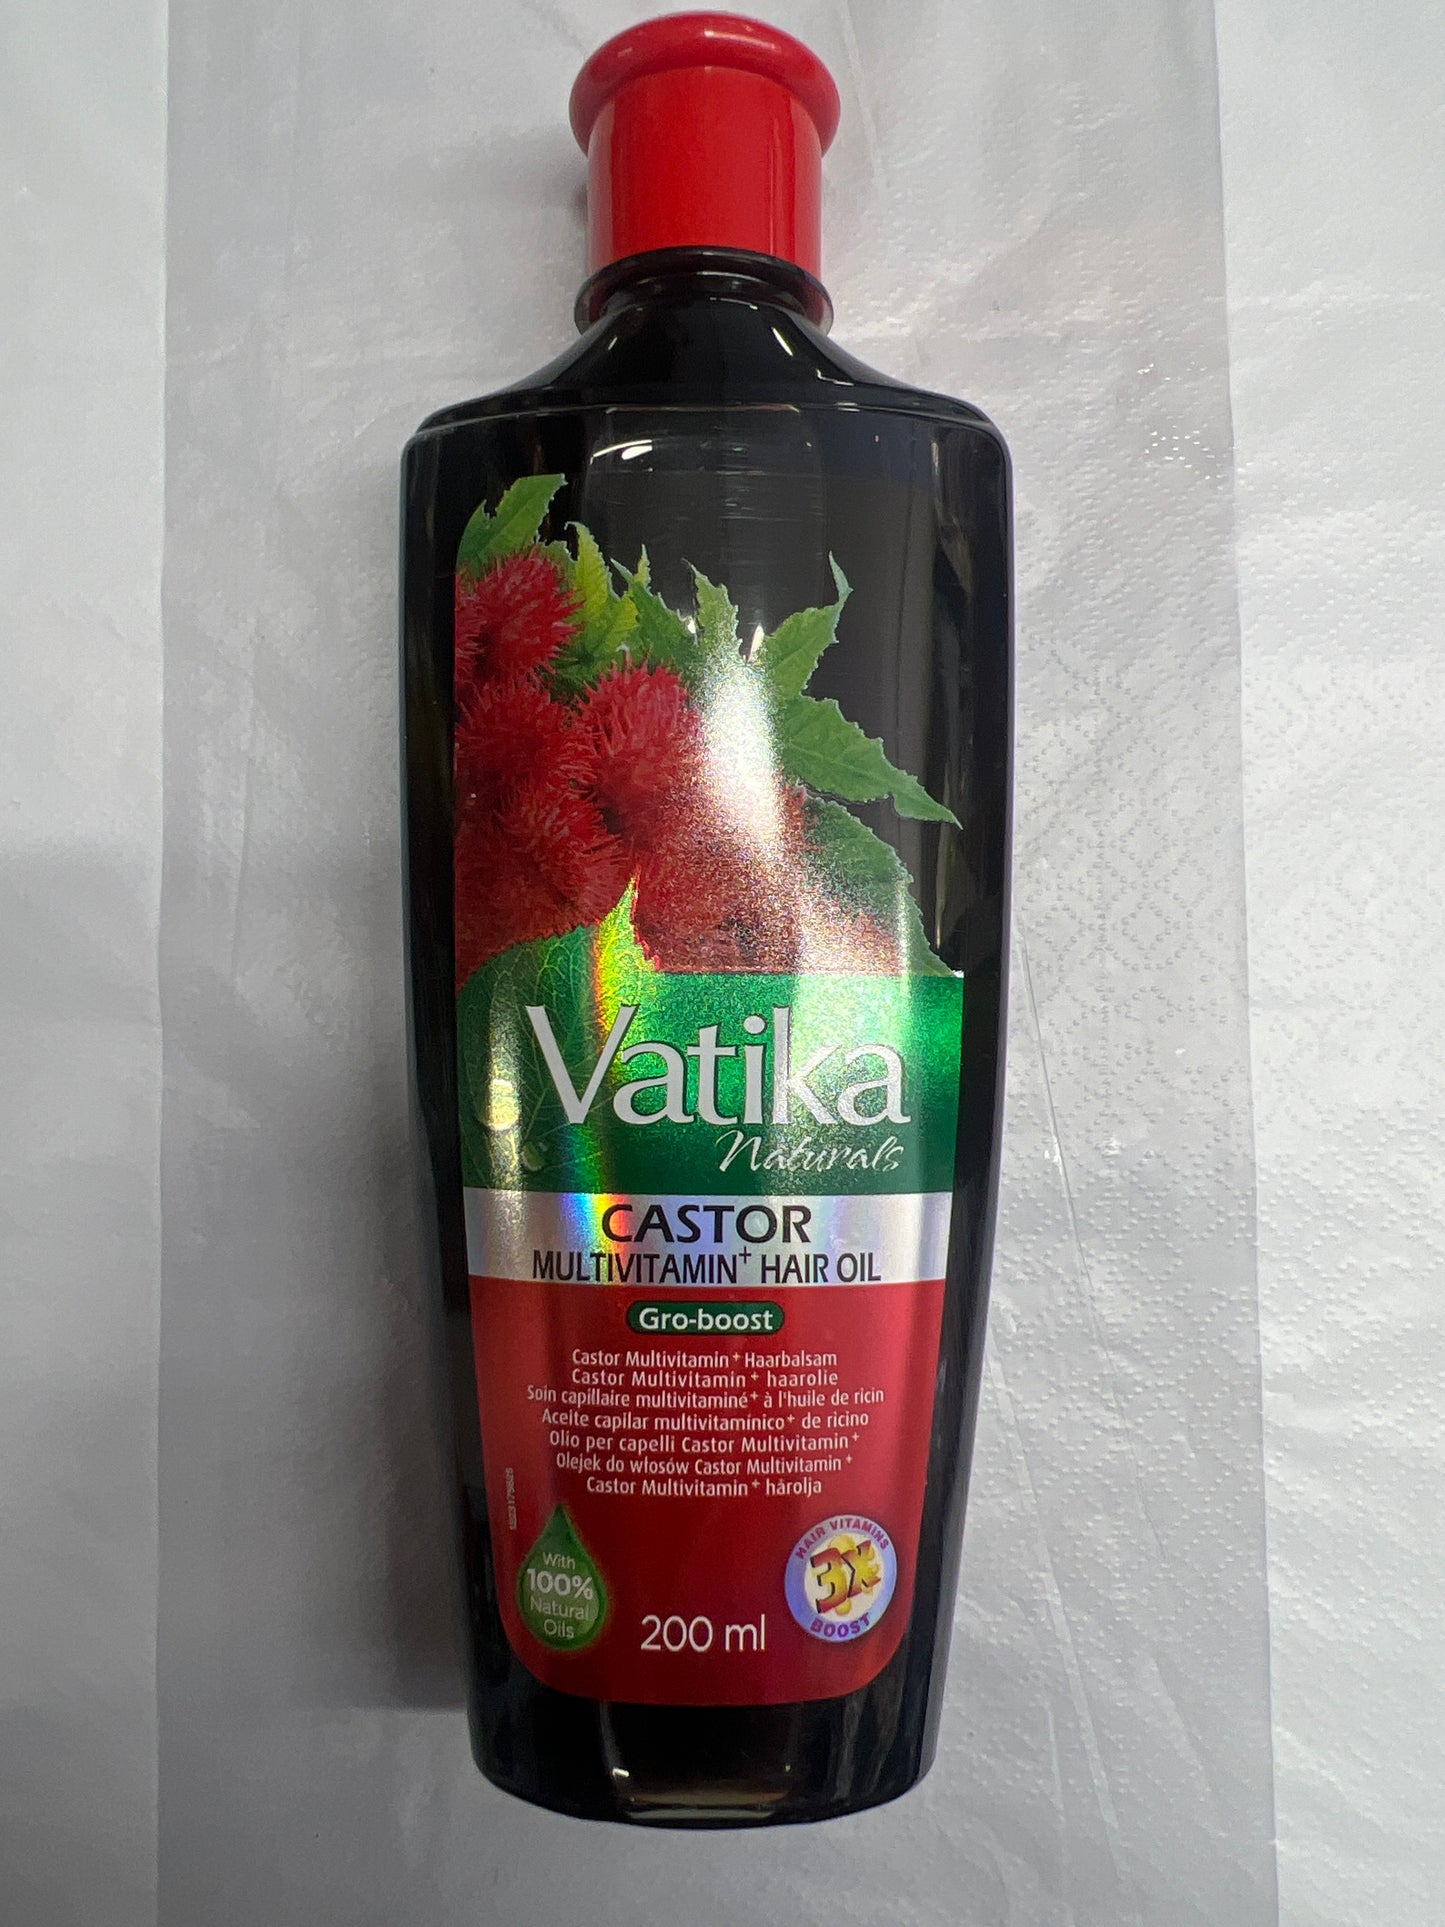 Vatika
Naturals
CASTOR
MULTIVITAMIN⁺ HAIR OIL
Gro-boost
Castor Multivitamin⁺ Haarbalsam
Castor Multivitamin⁺ haarolie
Soin capillaire multivitaminé⁺ à l'huile de ricin
Aceite capilar multivitamínico⁺ de ricino
Olio per capelli Castor Multivitamin⁺
Olejek do włosów Castor Multivitamin⁺
Castor Multivitamin⁺ hårolja
With
100%
Natural
Oils
200 ml
HAIR VITAMINS
3X
BOOST